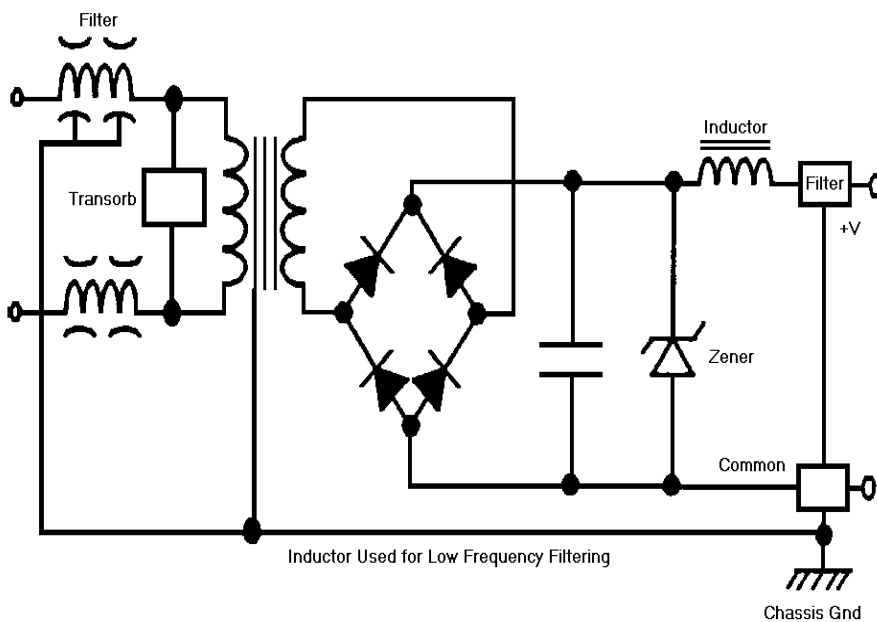 Filter
Inductor
Transorb
Filter
+V
Zener
Common
Inductor Used for Low Frequency Filtering
Chassis Gnd